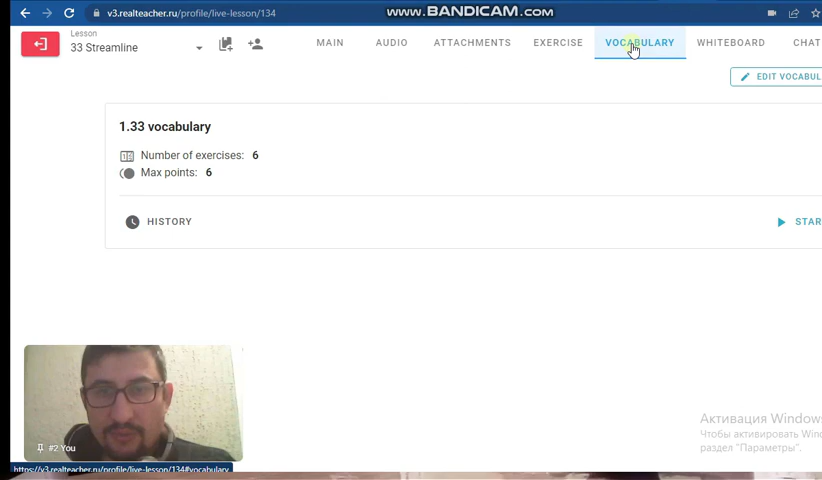 v3.realteacher.ru/profile/live-lesson/134
www.BANDICAM.com
Lesson
33 Streamline
MAIN AUDIO ATTACHMENTS EXERCISE VOCABULARY WHITEBOARD CHAT
EDIT VOCABUL
1.33 vocabulary
Number of exercises: 6
Max points: 6
HISTORY
STAR
#2 You
Активация Window
Чтобы активировать Wind
раздел "Параметры".
https://v3.realteacher.ru/profile/live-lesson/134#vocabulary